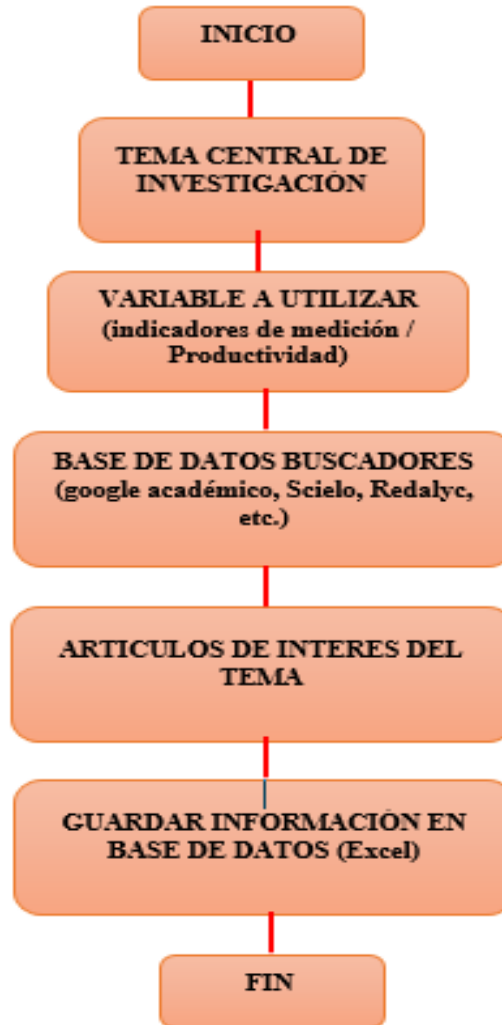 INICIO
TEMA CENTRAL DE
INVESTIGACIÓN
VARIABLE A UTILIZAR
(indicadores de medición /
Productividad)
BASE DE DATOS BUSCADORES
(google académico, Scielo, Redalyc,
etc.)
ARTICULOS DE INTERES DEL
TEMA
GUARDAR INFORMACIÓN EN
BASE DE DATOS (Excel)
FIN